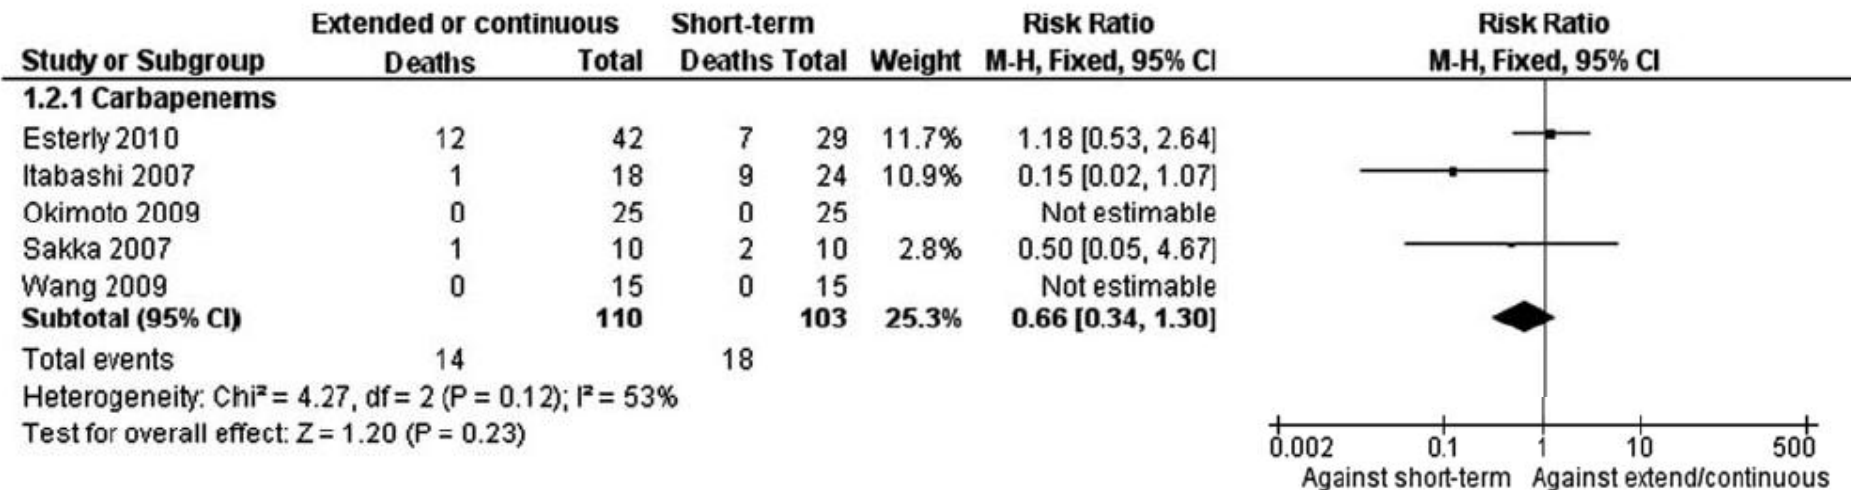 Extended or continuous Short-term Risk Ratio Risk Ratio
Study or Subgroup Deaths Total Deaths Total Weight M-H, Fixed, 95% CI M-H, Fixed, 95% CI
1.2.1 Carbapenems
Esterly 2010 12 42 7 29 11.7% 1.18 [0.53, 2.64]
Itabashi 2007 1 18 9 24 10.9% 0.15 [0.02, 1.07]
Okimoto 2009 0 25 0 25 Not estimable
Sakka 2007 1 10 2 10 2.8% 0.50 [0.05, 4.67]
Wang 2009 0 15 0 15 Not estimable
Subtotal (95% CI) 110 103 25.3% 0.66 [0.34, 1.30]
Total events 14 18
Heterogeneity: Chi² = 4.27, df = 2 (P = 0.12); I² = 53%
Test for overall effect: Z = 1.20 (P = 0.23)
0.002 0.1 1 10 500
Against short-term Against extend/continuous